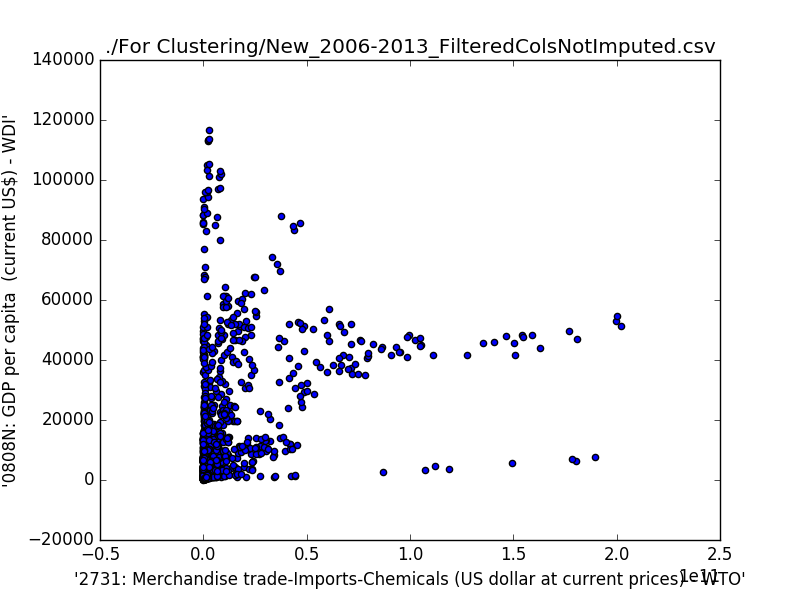 ./For Clustering/New_2006-2013_FilteredColsNotImputed.csv
140000
120000
100000
80000
60000
40000
20000
0
−20000
'0808N: GDP per capita (current US$) - WDI'
−0.5 0.0 0.5 1.0 1.5 2.0 2.5
1e11
'2731: Merchandise trade-Imports-Chemicals (US dollar at current prices) - WTO'